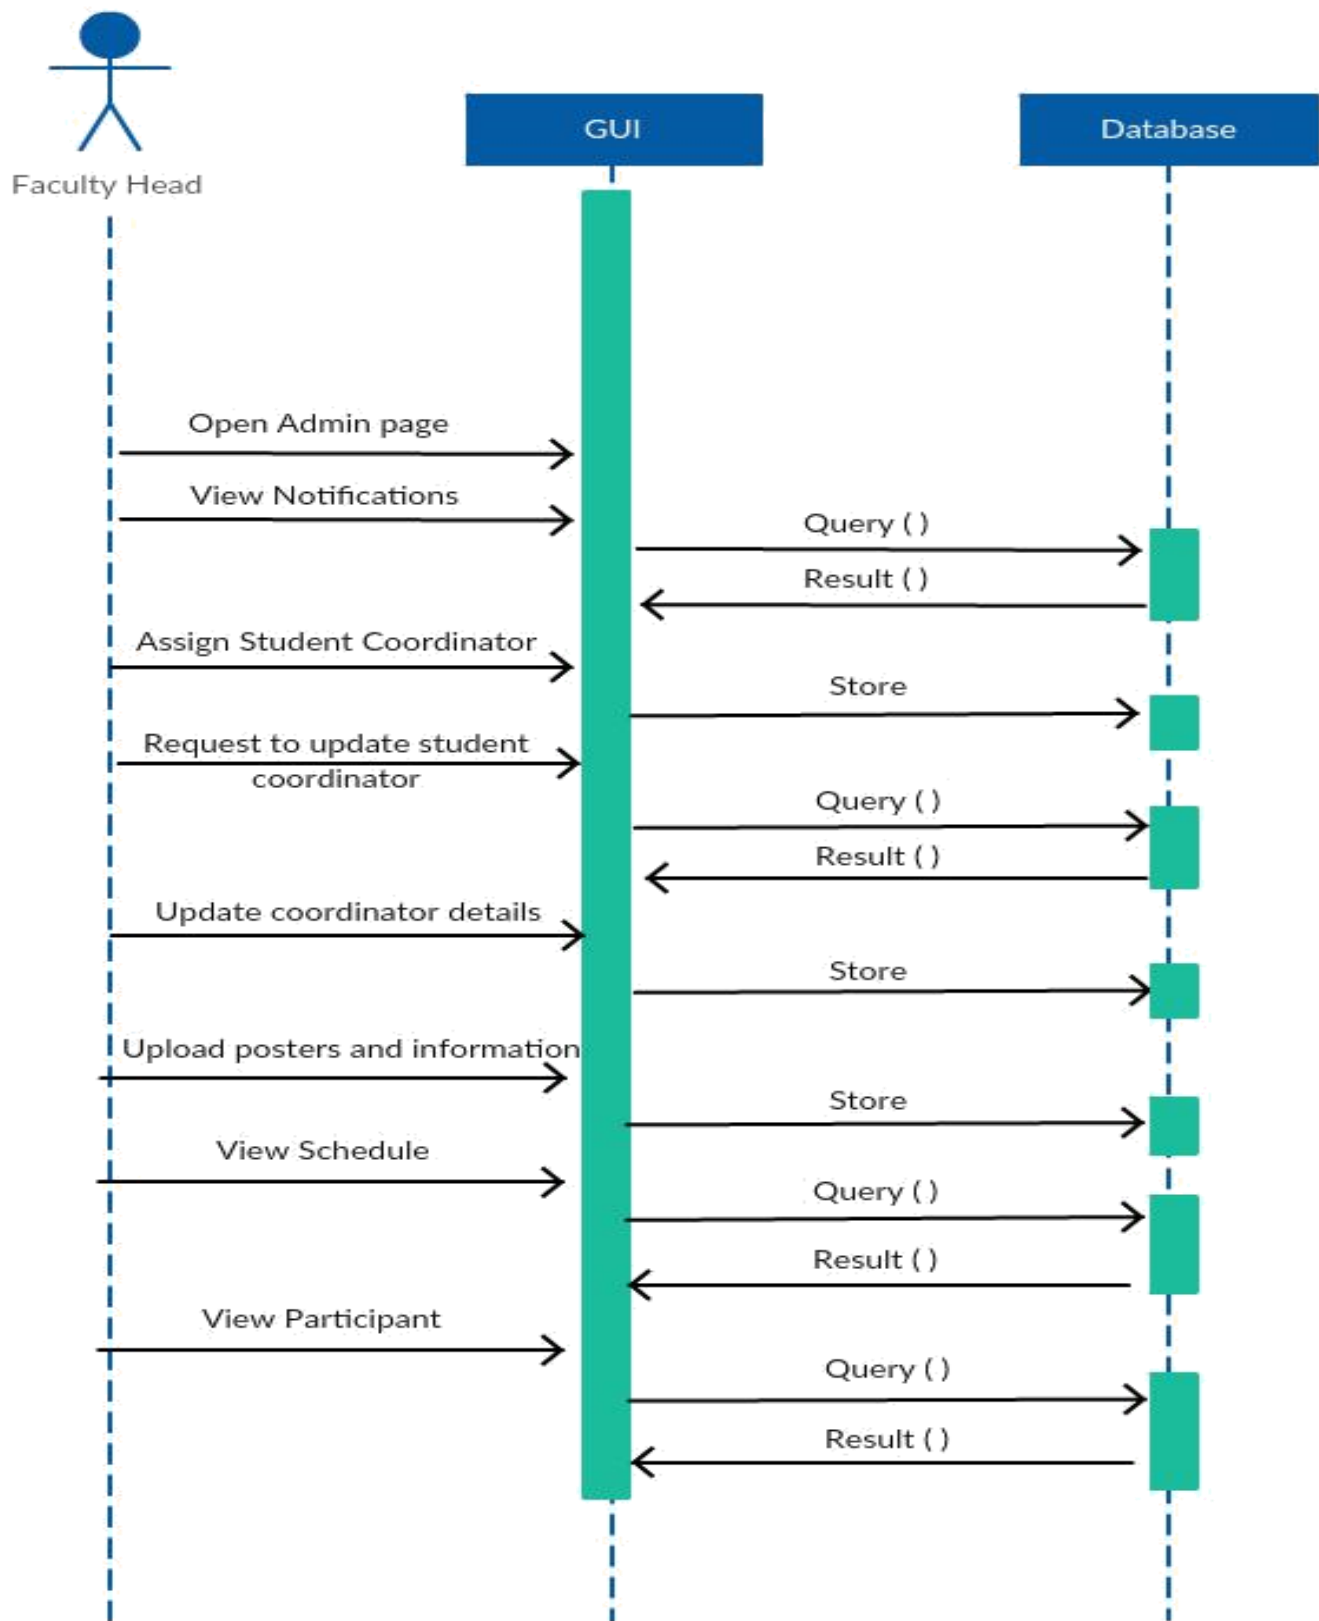 GUI
Database
Faculty Head
Open Admin page
View Notifications
Query ( )
Result ( )
Assign Student Coordinator
Store
Request to update student
coordinator
Query ( )
Result ( )
Update coordinator details
Store
Upload posters and information
Store
View Schedule
Query ( )
Result ( )
View Participant
Query ( )
Result ( )